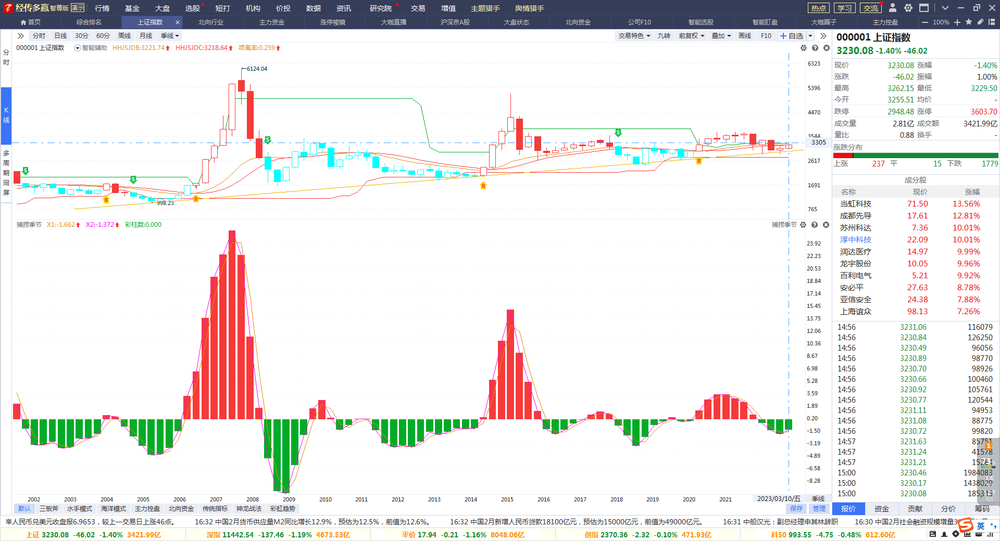 经传多赢 智尊版 演示 行情 基金 大盘 选股 短打 机构 价投 数据 资讯 研究院 交易 增值 主题猎手 舆情猎手 热点 学习 交流
首页 综合排名 上证指数 × 北向行业 主力资金 涨停棱镜 大咖直播 沪深京A股 大盘状态 北向资金 公司F10 智能选股 智能盯盘 大咖圈子 主力控盘 100%
分时 日线 30分 60分 周线 月线 季线 交易特色 九转 前复权 叠加 画线 F10 自选
000001 上证指数 智能辅助 HHJSJDB:3221.74 HHJSJDC:3218.64 乖离率:0.259
分时
K线
多周期同屏
6124.04
998.23
S
S
S
S
B
B
B
B
6323
5396
4470
3544
3305
2617
1691
765
捕捞季节 X1:-1.662 X2:-1.372 彩柱数:0.000 捕捞季节
23.92
22.23
20.53
18.84
17.14
15.45
13.75
12.06
10.36
8.67
6.98
5.28
3.59
1.89
0.20
-1.50
-3.19
-4.89
-6.58
-8.28
2002 2003 2004 2005 2006 2007 2008 2009 2010 2011 2012 2013 2014 2015 2016 2017 2018 2019 2020 2021 2023/03/10/五 季线
默认 三板斧 水手模式 海洋模式 主力控盘 北向资金 传统指标 神龙战法 彩虹趋势 保存 管理
000001 上证指数
3230.08 -1.40% -46.02
现价 3230.08 涨幅 -1.40%
涨跌 -46.02 振幅 1.00%
最高 3262.15 最低 3229.50
今开 3255.51 均价 -
跌停 2948.48 涨停 3603.70
成交量 2.81亿 成交额 3421.99亿
量比 0.88 换手 -
涨跌分布
上涨 237 平 15 下跌 1779
成分股
名称 现价 涨幅
当虹科技 71.50 13.56%
成都先导 17.61 12.81%
苏州科达 7.36 10.01%
淳中科技 22.09 10.01%
润达医疗 14.97 9.99%
龙宇股份 10.05 9.96%
百利电气 5.21 9.92%
安必平 27.63 8.78%
亚信安全 24.38 7.88%
上海谊众 98.13 7.26%
14:56 3231.06 116079
14:56 3230.84 126250
14:56 3230.49 96056
14:56 3230.89 98770
14:56 3230.70 98926
14:56 3230.66 100460
14:56 3230.92 105761
14:56 3230.77 120544
14:56 3231.11 94953
14:56 3231.08 88775
14:56 3230.72 99820
14:57 3231.63 85751
14:57 3231.24 41578
14:57 3231.21 15284
15:00 3230.46 1984083
15:00 3230.17 1438029
15:00 3230.08 185315
报价 资金 贡献 分价 筹码
岸人民币兑美元收盘报6.9653，较上一交易日上涨46点。 16:32 中国2月货币供应量M2同比增长12.9%，预估为12.5%，前值为12.6%。 16:32 中国2月新增人民币贷款18100亿元，预估为15000亿元，前值为49000亿元。 16:31 中船汉光：副总经理申其林辞职 16:30 中国2月社会融资规模增量3
上证 3230.08 -46.02 -1.40% 3421.99亿 深指 11442.54 -137.46 -1.19% 4673.53亿 平价 17.94 -0.21 -1.16% 8048.06亿 创指 2370.36 -2.32 -0.10% 471.93亿 科50 993.55 -4.75 -0.48% 612.60亿
英